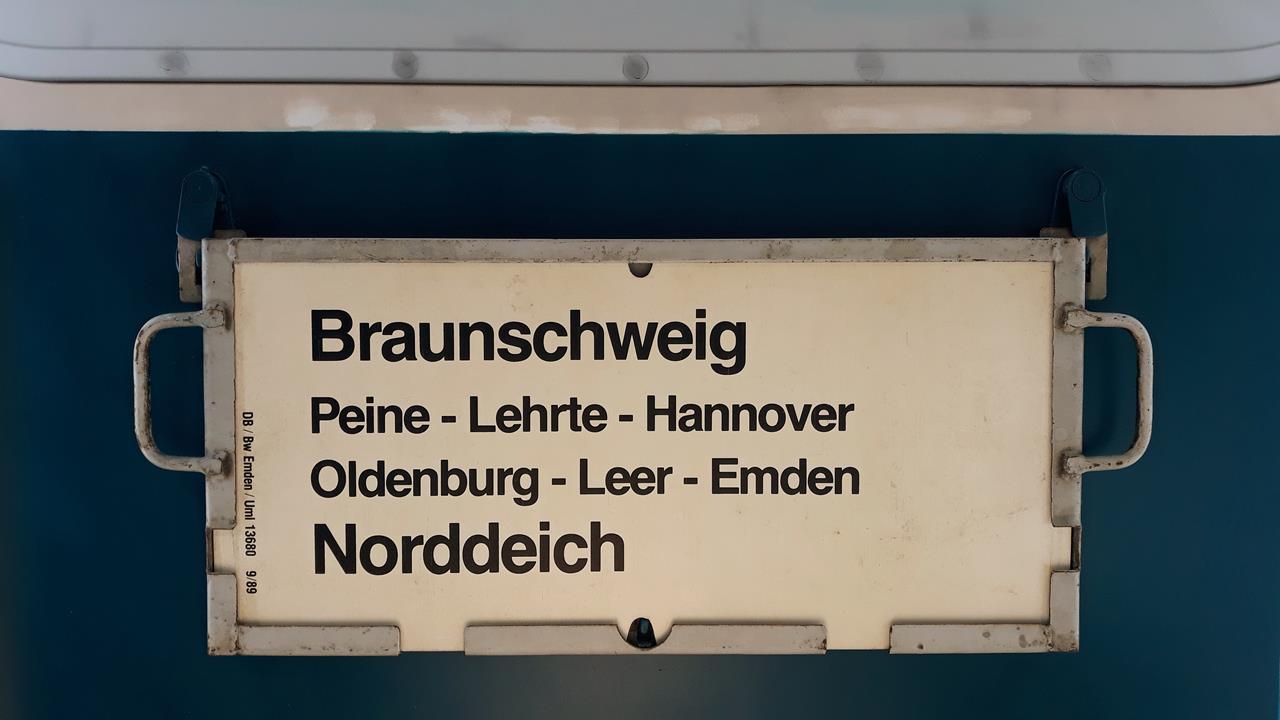 Braunschweig
Peine - Lehrte - Hannover
Oldenburg - Leer - Emden
Norddeich
DB / Bw Emden / Uml 13680 9/89